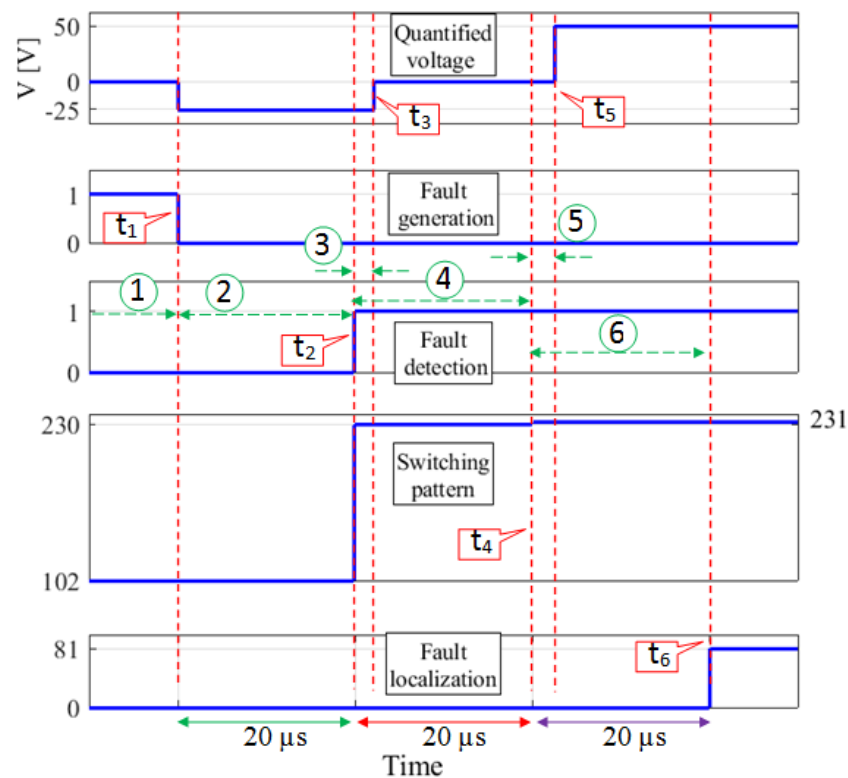 50
0
-25
V [V]
Quantified
voltage
t₃
t₅
1
0
Fault
generation
t₁
3
5
1
2
4
1
0
t₂
Fault
detection
6
230
102
231
Switching
pattern
t₄
81
0
Fault
localization
t₆
20 µs
20 µs
20 µs
Time